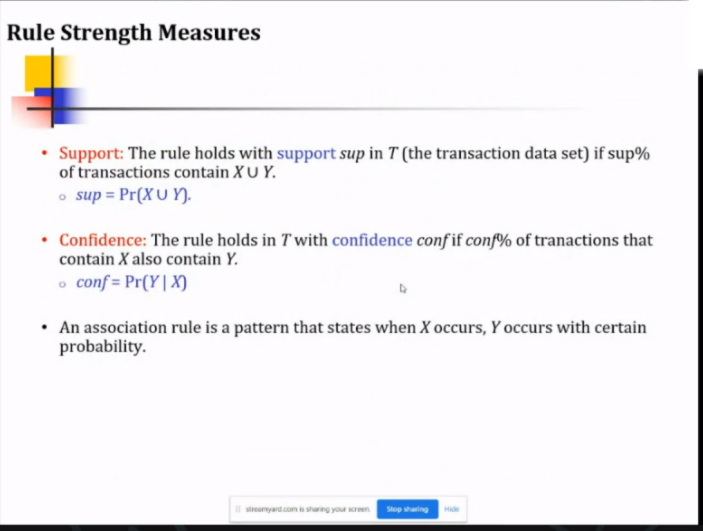 Rule Strength Measures
• Support: The rule holds with support sup in T (the transaction data set) if sup%
of transactions contain X ∪ Y.
o sup = Pr(X ∪ Y).
• Confidence: The rule holds in T with confidence conf if conf% of tranactions that
contain X also contain Y.
o conf = Pr(Y | X)
• An association rule is a pattern that states when X occurs, Y occurs with certain
probability.
streamyard.com is sharing your screen. Stop sharing Hide